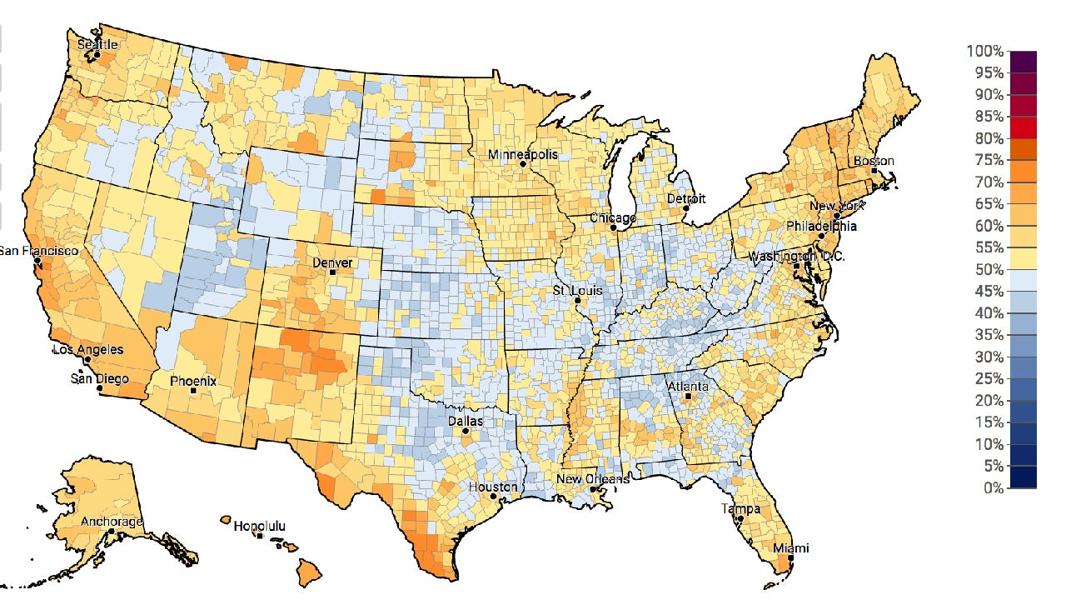 Seattle
Minneapolis
Boston
Detroit
New York
Chicago
Philadelphia
San Francisco
Washington D.C.
Denver
St. Louis
Los Angeles
San Diego
Phoenix
Atlanta
Dallas
Houston
New Orleans
Tampa
Anchorage
Honolulu
Miami
100%
95%
90%
85%
80%
75%
70%
65%
60%
55%
50%
45%
40%
35%
30%
25%
20%
15%
10%
5%
0%